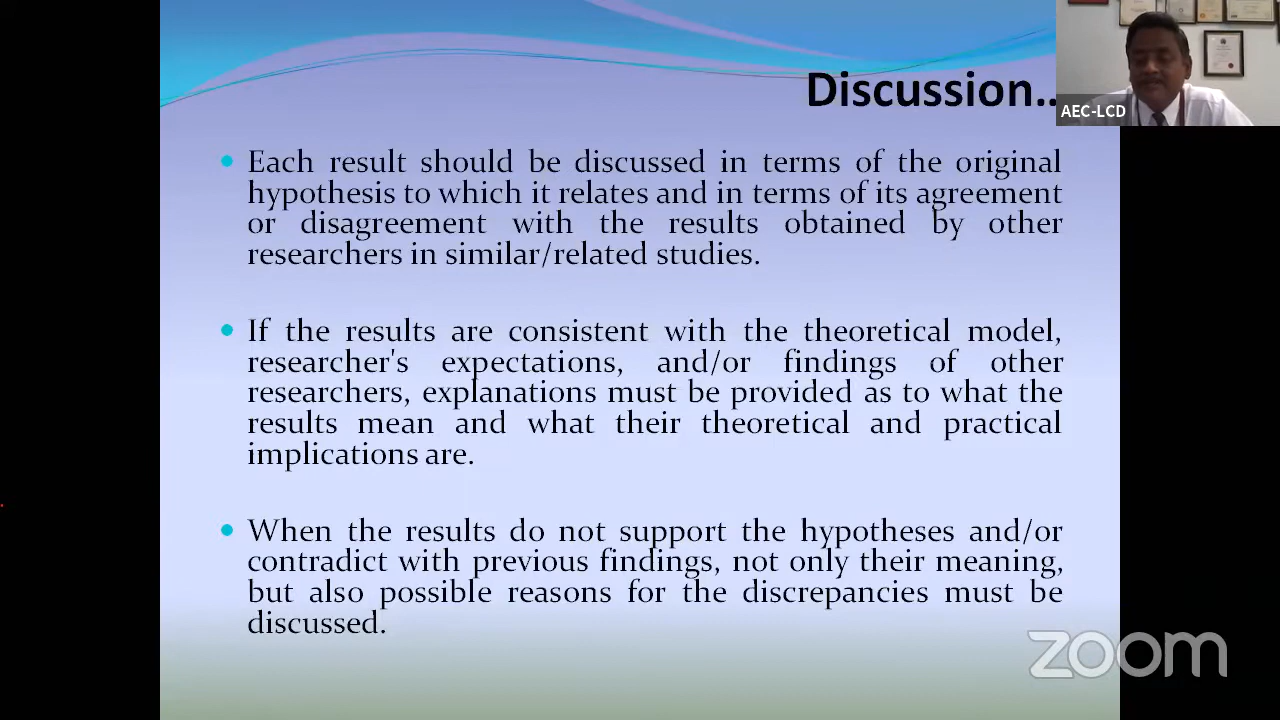 Discussion..
AEC-LCD
Each result should be discussed in terms of the original
hypothesis to which it relates and in terms of its agreement
or disagreement with the results obtained by other
researchers in similar/related studies.
If the results are consistent with the theoretical model,
researcher's expectations, and/or findings of other
researchers, explanations must be provided as to what the
results mean and what their theoretical and practical
implications are.
When the results do not support the hypotheses and/or
contradict with previous findings, not only their meaning,
but also possible reasons for the discrepancies must be
discussed.
zoom